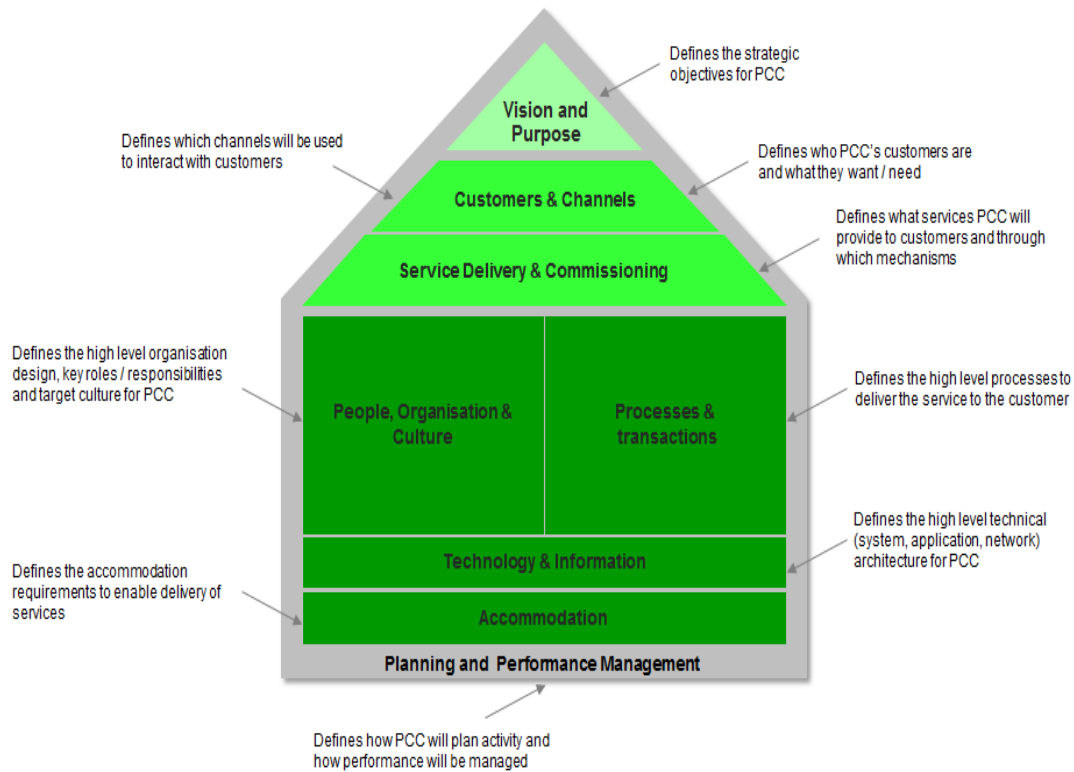 Defines the strategic
objectives for PCC
Vision and
Purpose
Defines which channels will be used
to interact with customers
Defines who PCC's customers are
and what they want / need
Customers & Channels
Defines what services PCC will
provide to customers and through
which mechanisms
Service Delivery & Commissioning
Defines the high level organisation
design, key roles / responsibilities
and target culture for PCC
People, Organisation &
Culture
Processes &
transactions
Defines the high level processes to
deliver the service to the customer
Defines the high level technical
(system, application, network)
architecture for PCC
Technology & Information
Defines the accommodation
requirements to enable delivery of
services
Accommodation
Planning and Performance Management
Defines how PCC will plan activity and
how performance will be managed